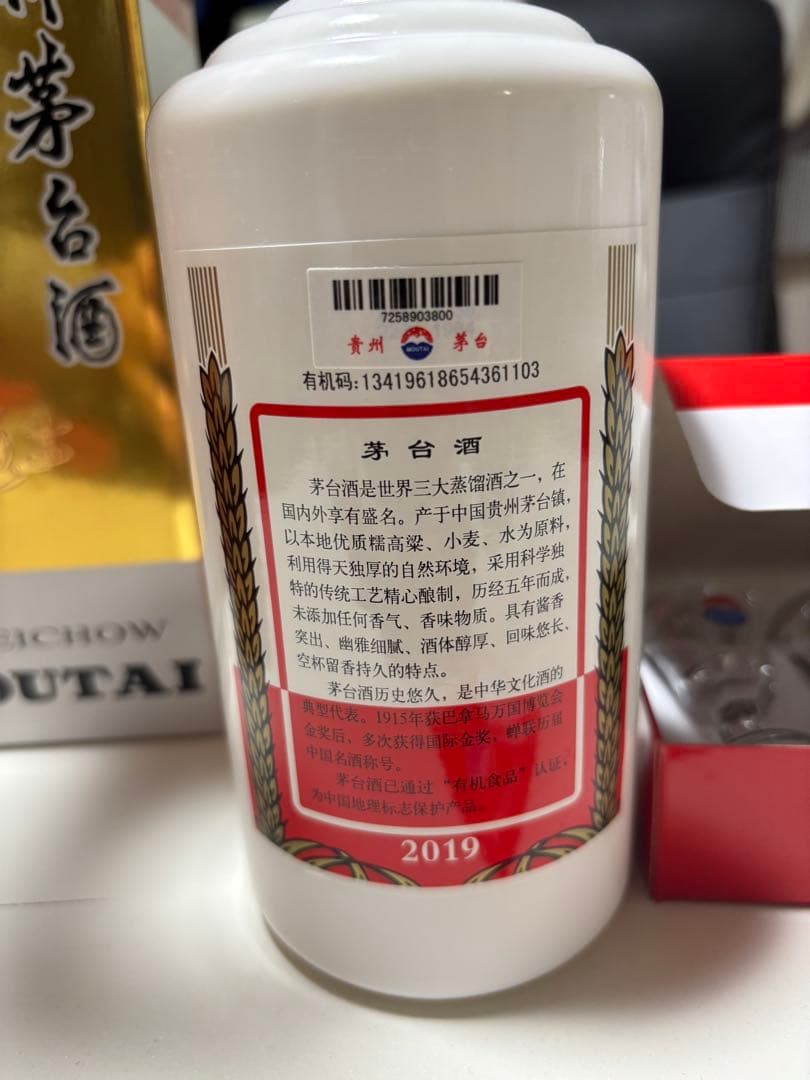 茅台酒
EICHOW
OUTAI
7258903800
贵州 MOUTAI 茅台
有机码:13419618654361103
茅台酒
茅台酒是世界三大蒸馏酒之一，在
国内外享有盛名。产于中国贵州茅台镇，
以本地优质糯高粱、小麦、水为原料，
利用得天独厚的自然环境，采用科学独
特的传统工艺精心酿制，历经五年而成，
未添加任何香气、香味物质。具有酱香
突出、幽雅细腻、酒体醇厚、回味悠长、
空杯留香持久的特点。
茅台酒历史悠久，是中华文化酒的
典型代表。1915年获巴拿马万国博览会
金奖后，多次获得国际金奖，蝉联历届
中国名酒称号。
茅台酒已通过“有机食品”认证，
为中国地理标志保护产品。
2019